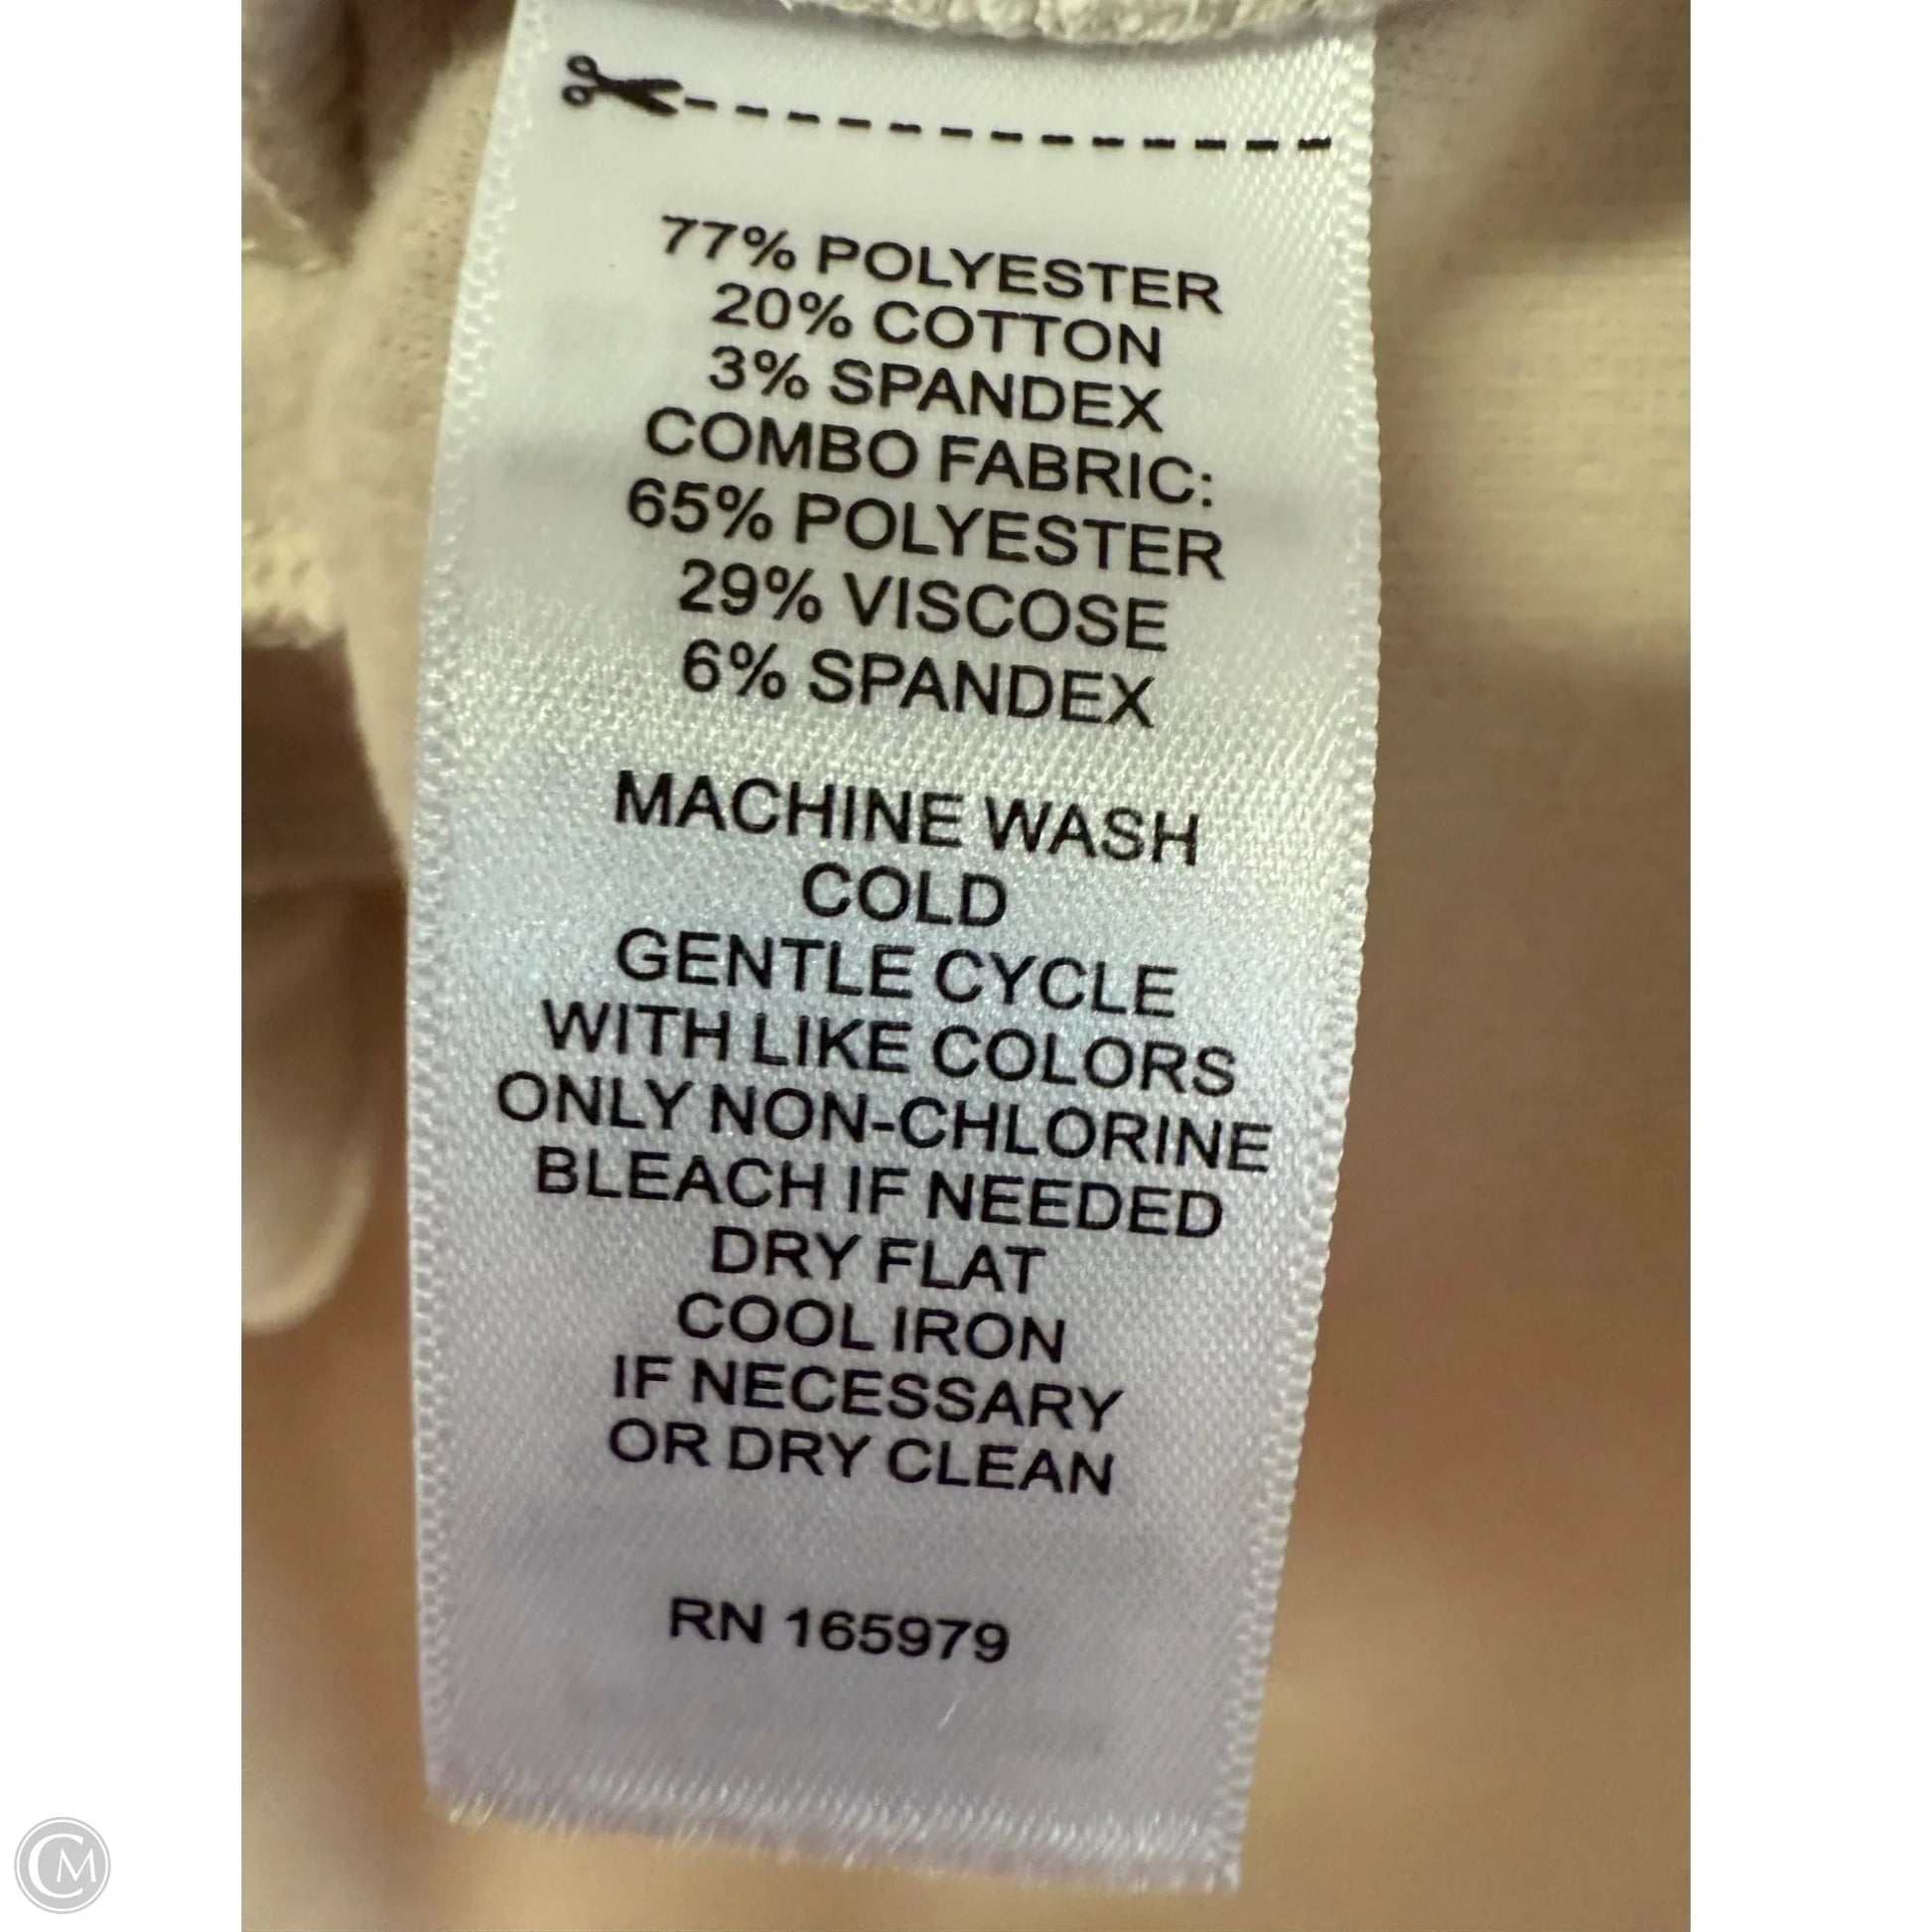 77% POLYESTER
20% COTTON
3% SPANDEX
COMBO FABRIC:
65% POLYESTER
29% VISCOSE
6% SPANDEX
MACHINE WASH
COLD
GENTLE CYCLE
WITH LIKE COLORS
ONLY NON-CHLORINE
BLEACH IF NEEDED
DRY FLAT
COOL IRON
IF NECESSARY
OR DRY CLEAN
RN 165979
CM